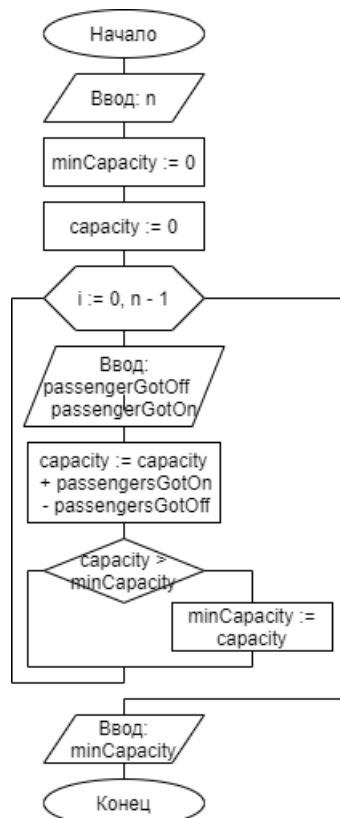 Начало
Ввод: n
minCapacity := 0
capacity := 0
i := 0, n - 1
Ввод:
passengerGotOff
passengerGotOn
capacity := capacity
+ passengersGotOn
- passengersGotOff
capacity >
minCapacity
minCapacity :=
capacity
Ввод:
minCapacity
Конец